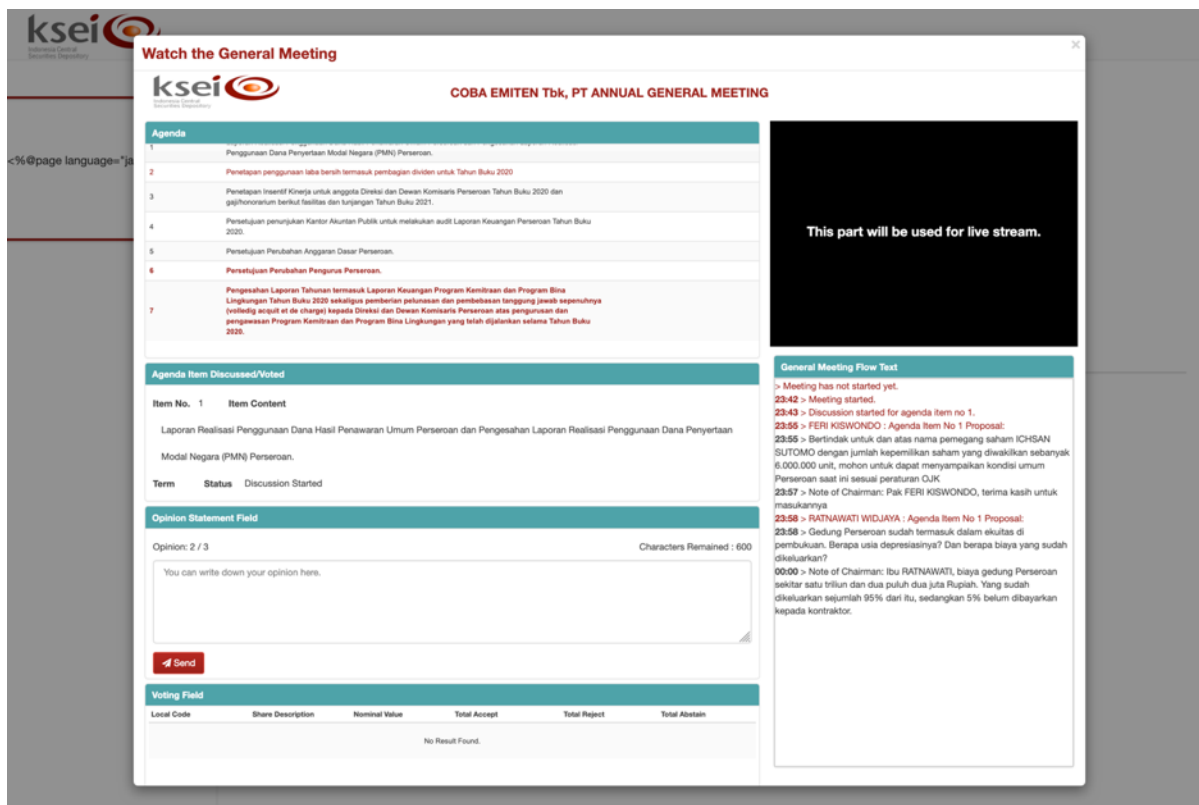 ksei
Indonesia Central
Securities Depository
<%@page language="ja
Watch the General Meeting
×
ksei
Indonesia Central
Securities Depository
COBA EMITEN Tbk, PT ANNUAL GENERAL MEETING
Agenda
1
Penggunaan Dana Penyertaan Modal Negara (PMN) Perseroan.
2 Penetapan penggunaan laba bersih termasuk pembagian dividen untuk Tahun Buku 2020
3 Penetapan Insentif Kinerja untuk anggota Direksi dan Dewan Komisaris Perseroan Tahun Buku 2020 dan
gaji/honorarium berikut fasilitas dan tunjangan Tahun Buku 2021.
4 Persetujuan penunjukan Kantor Akuntan Publik untuk melakukan audit Laporan Keuangan Perseroan Tahun Buku
2020.
5 Persetujuan Perubahan Anggaran Dasar Perseroan.
6 Persetujuan Perubahan Pengurus Perseroan.
7 Pengesahan Laporan Tahunan termasuk Laporan Keuangan Program Kemitraan dan Program Bina
Lingkungan Tahun Buku 2020 sekaligus pemberian pelunasan dan pembebasan tanggung jawab sepenuhnya
(volledig acquit et de charge) kepada Direksi dan Dewan Komisaris Perseroan atas pengurusan dan
pengawasan Program Kemitraan dan Program Bina Lingkungan yang telah dijalankan selama Tahun Buku
2020.
Agenda Item Discussed/Voted
Item No. 1 Item Content
Laporan Realisasi Penggunaan Dana Hasil Penawaran Umum Perseroan dan Pengesahan Laporan Realisasi Penggunaan Dana Penyertaan
Modal Negara (PMN) Perseroan.
Term Status Discussion Started
Opinion Statement Field
Opinion: 2 / 3 Characters Remained : 600
You can write down your opinion here.
Send
Voting Field
Local Code Share Description Nominal Value Total Accept Total Reject Total Abstain
No Result Found.
This part will be used for live stream.
General Meeting Flow Text
> Meeting has not started yet.
23:42 > Meeting started.
23:43 > Discussion started for agenda item no 1.
23:55 > FERI KISWONDO : Agenda Item No 1 Proposal:
23:55 > Bertindak untuk dan atas nama pemegang saham ICHSAN
SUTOMO dengan jumlah kepemilikan saham yang diwakilkan sebanyak
6.000.000 unit, mohon untuk dapat menyampaikan kondisi umum
Perseroan saat ini sesuai peraturan OJK
23:57 > Note of Chairman: Pak FERI KISWONDO, terima kasih untuk
masukannya
23:58 > RATNAWATI WIDJAYA : Agenda Item No 1 Proposal:
23:58 > Gedung Perseroan sudah termasuk dalam ekuitas di
pembukuan. Berapa usia depresiasinya? Dan berapa biaya yang sudah
dikeluarkan?
00:00 > Note of Chairman: Ibu RATNAWATI, biaya gedung Perseroan
sekitar satu triliun dan dua puluh dua juta Rupiah. Yang sudah
dikeluarkan sejumlah 95% dari itu, sedangkan 5% belum dibayarkan
kepada kontraktor.